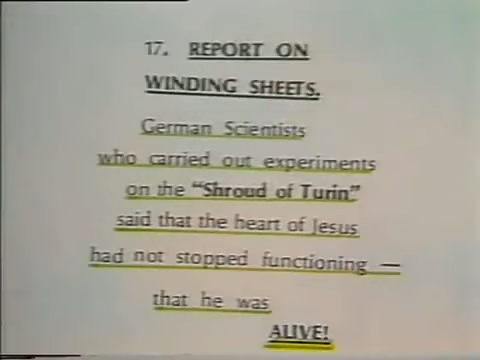 17. REPORT ON
WINDING SHEETS.
German Scientists
who carried out experiments
on the "Shroud of Turin"
said that the heart of Jesus
had not stopped functioning —
that he was
ALIVE!